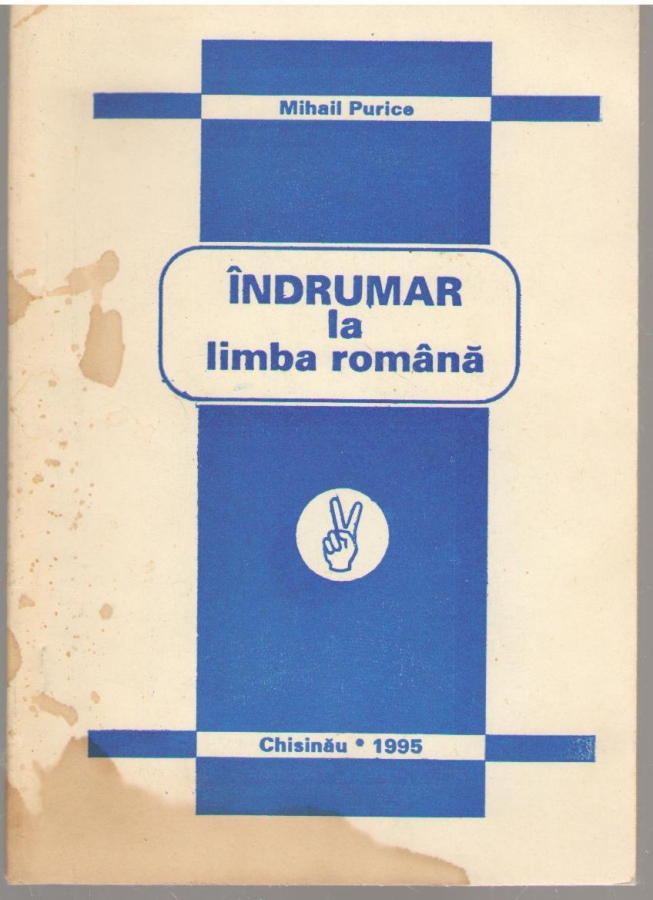 Mihail Purice
ÎNDRUMAR
la
limba română
Chisinău * 1995